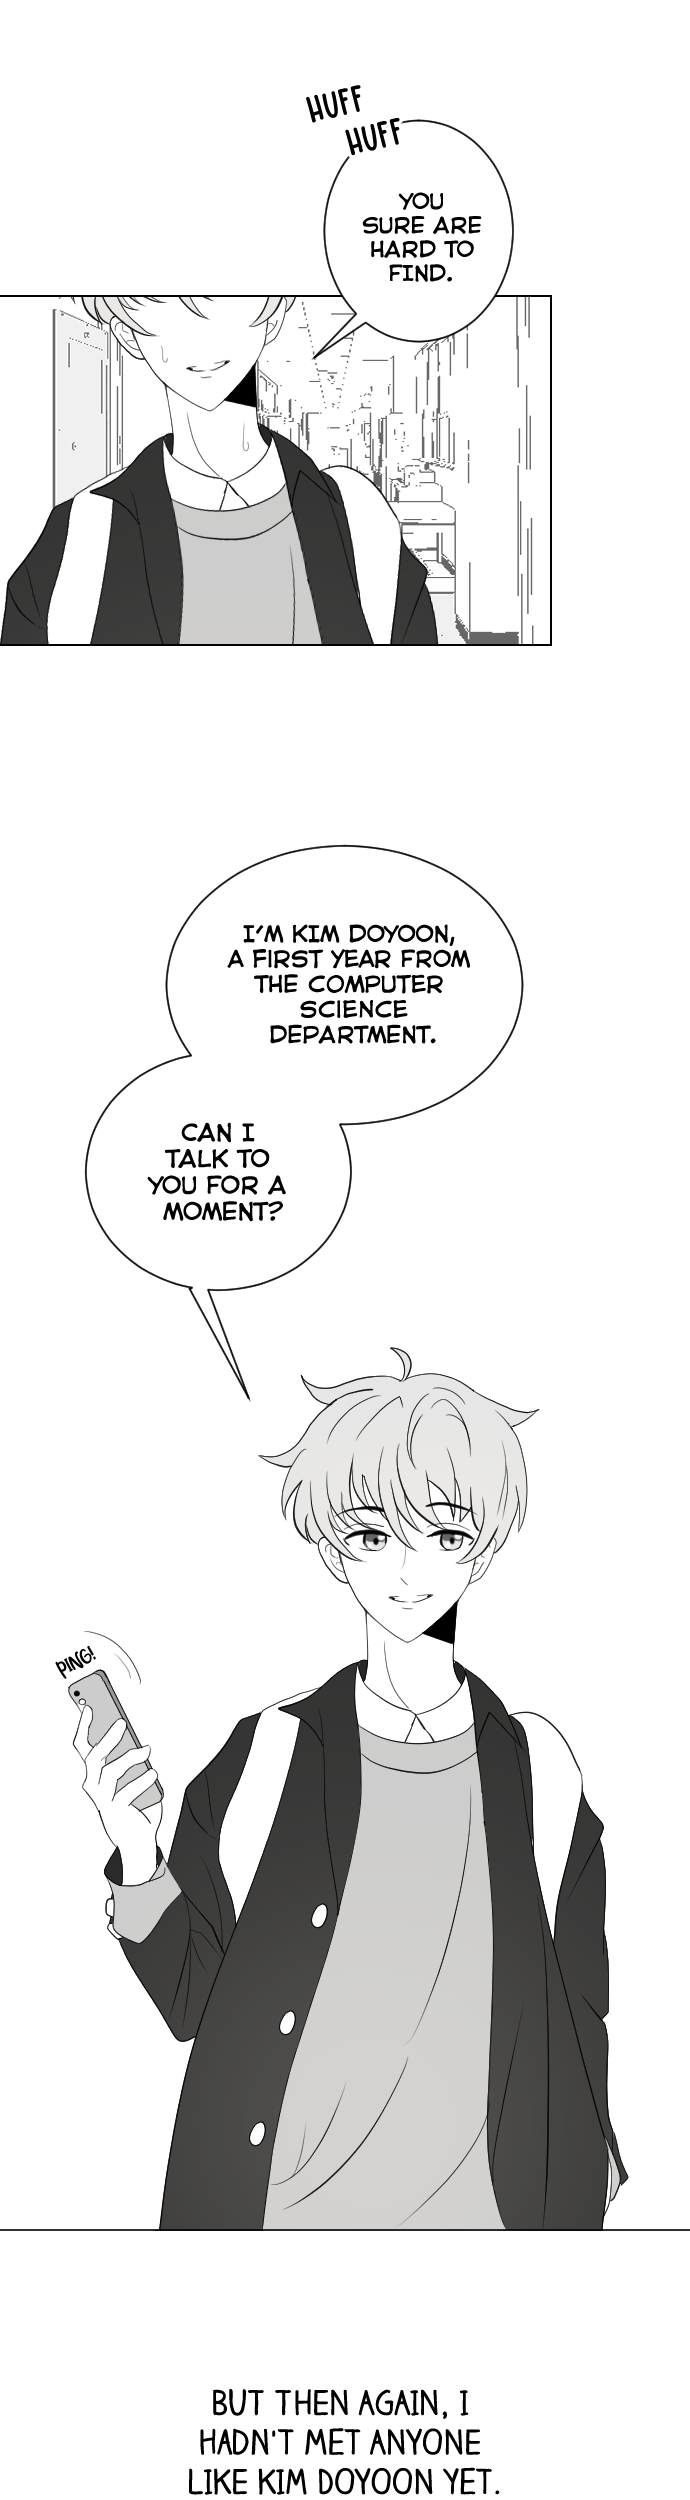 HUFF
HUFF
YOU
SURE ARE
HARD TO
FIND.
I'M KIM DOYOON,
A FIRST YEAR FROM
THE COMPUTER
SCIENCE
DEPARTMENT.
CAN I
TALK TO
YOU FOR A
MOMENT?
PING!
BUT THEN AGAIN, I
HADN'T MET ANYONE
LIKE KIM DOYOON YET.